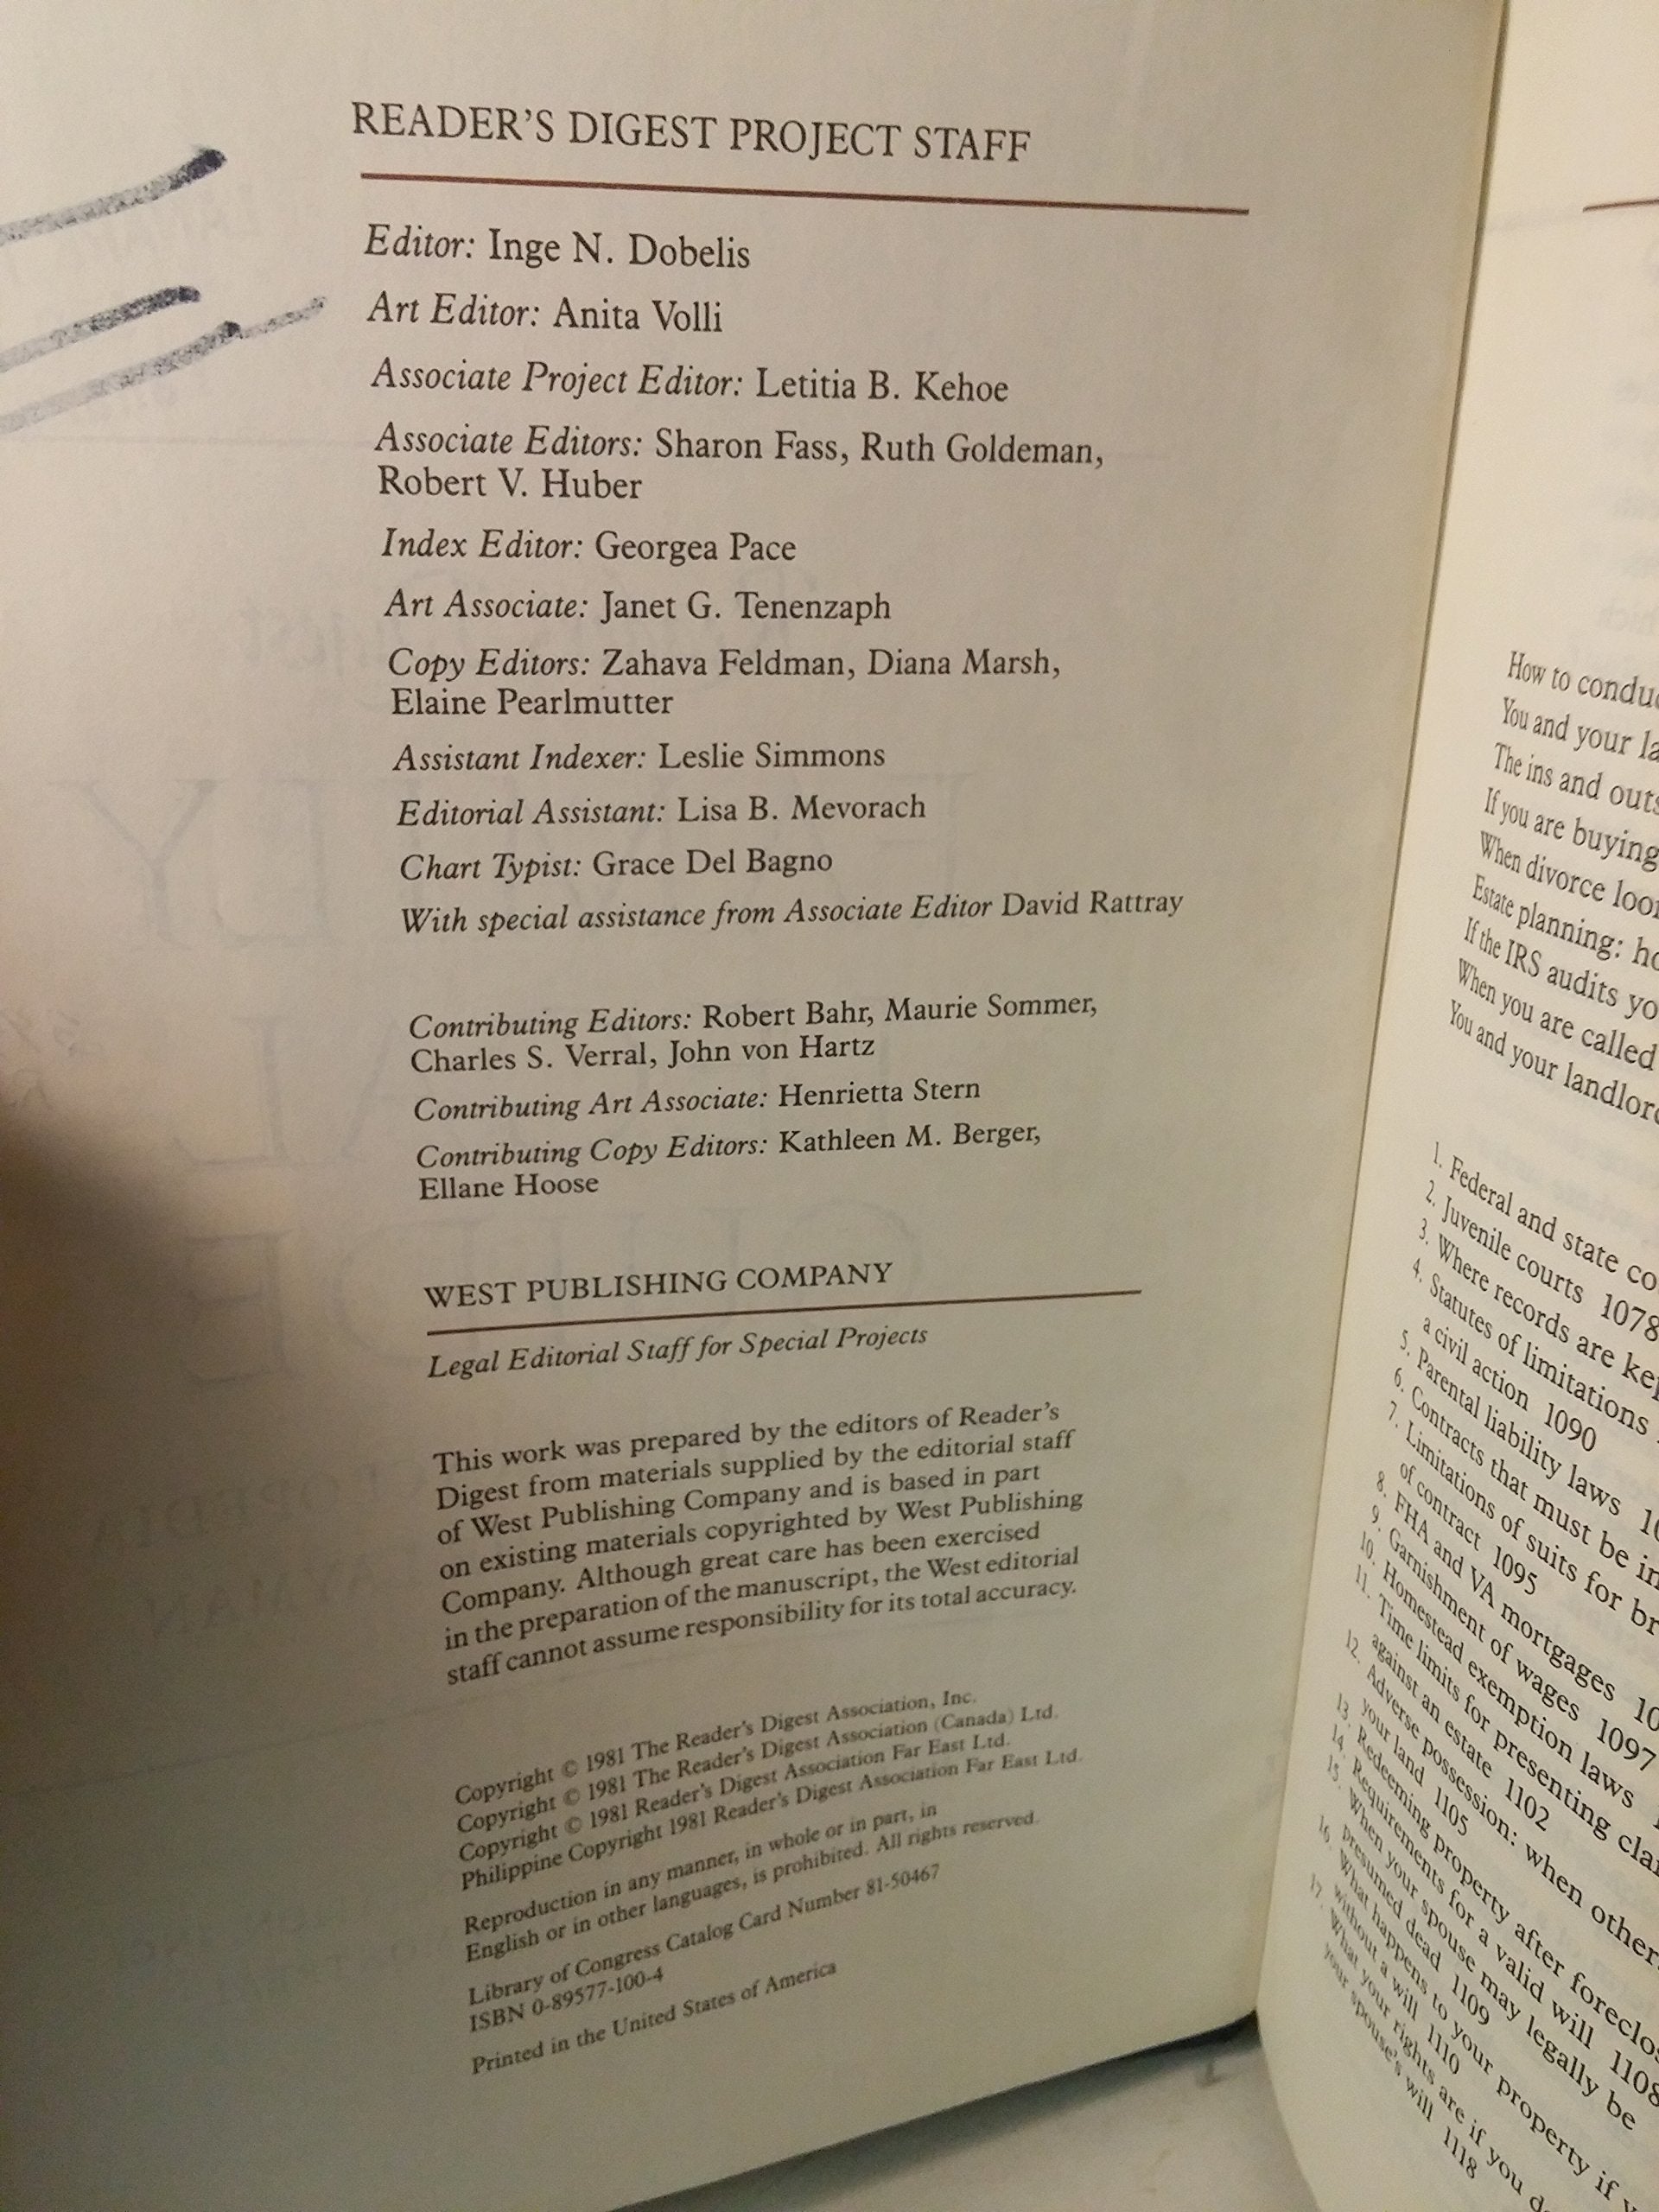 READER'S DIGEST PROJECT STAFF
Editor: Inge N. Dobelis
Art Editor: Anita Volli
Associate Project Editor: Letitia B. Kehoe
Associate Editors: Sharon Fass, Ruth Goldeman,
Robert V. Huber
Index Editor: Georgea Pace
Art Associate: Janet G. Tenenzaph
Copy Editors: Zahava Feldman, Diana Marsh,
Elaine Pearlmutter
Assistant Indexer: Leslie Simmons
Editorial Assistant: Lisa B. Mevorach
Chart Typist: Grace Del Bagno
With special assistance from Associate Editor David Rattray
Contributing Editors: Robert Bahr, Maurie Sommer,
Charles S. Verral, John von Hartz
Contributing Art Associate: Henrietta Stern
Contributing Copy Editors: Kathleen M. Berger,
Ellane Hoose
WEST PUBLISHING COMPANY
Legal Editorial Staff for Special Projects
This work was prepared by the editors of Reader's
Digest from materials supplied by the editorial staff
of West Publishing Company and is based in part
on existing materials copyrighted by West Publishing
Company. Although great care has been exercised
in the preparation of the manuscript, the West editorial
staff cannot assume responsibility for its total accuracy.
Copyright © 1981 The Reader's Digest Association, Inc.
Copyright © 1981 The Reader's Digest Association (Canada) Ltd.
Copyright © 1981 Reader's Digest Association Far East Ltd.
Philippine Copyright 1981 Reader's Digest Association Far East Ltd.
Reproduction in any manner, in whole or in part, in
English or in other languages, is prohibited. All rights reserved.
Library of Congress Catalog Card Number 81-50467
ISBN 0-89577-100-4
Printed in the United States of America
How to
You and your
The ins and outs
If you are buying
When divorce
Estate planning:
If the IRS audits
When you are called
You and your
1. Federal and state
2. Juvenile courts 1078
3. Where records are
4. Statutes of limitations
a civil action 1090
5. Parental liability laws
6. Contracts that must be
7. Limitations of suits for
of contract 1095
8. FHA and VA mortgages
9. Garnishment of wages 1097
10. Homestead exemption laws
11. Time limits for presenting
against an estate 1102
12. Adverse possession: when
your land 1105
13. Redeeming property after
14. Requirements for a valid will 1108
15. When your spouse may legally be
presumed dead 1109
16. What happens to your property if
without a will 1110
17. What your rights are if you
your spouse's will 1118